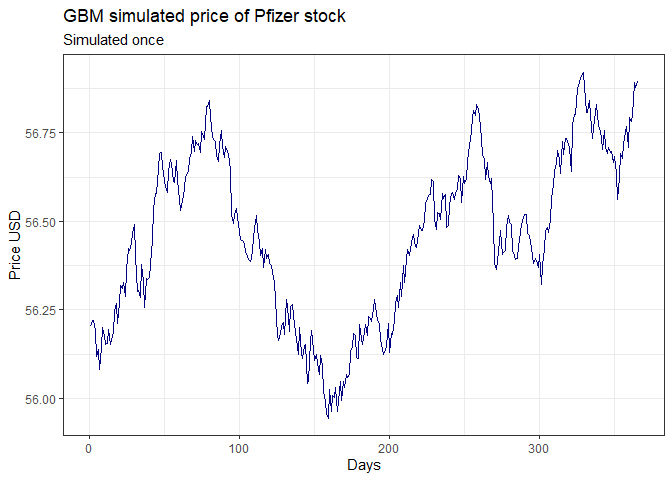 GBM simulated price of Pfizer stock
Simulated once
Price USD
56.75
56.50
56.25
56.00
0 100 200 300
Days